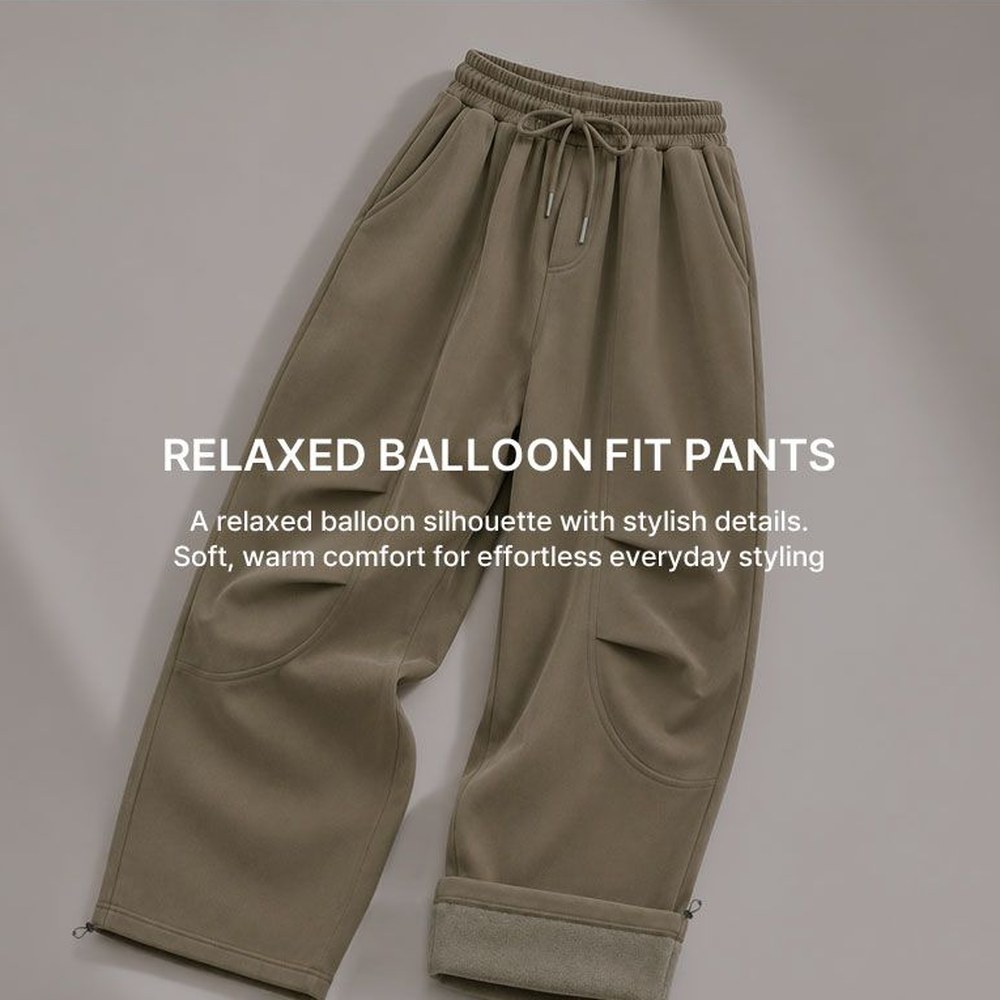 RELAXED BALLOON FIT PANTS
A relaxed balloon silhouette with stylish details.
Soft, warm comfort for effortless everyday styling